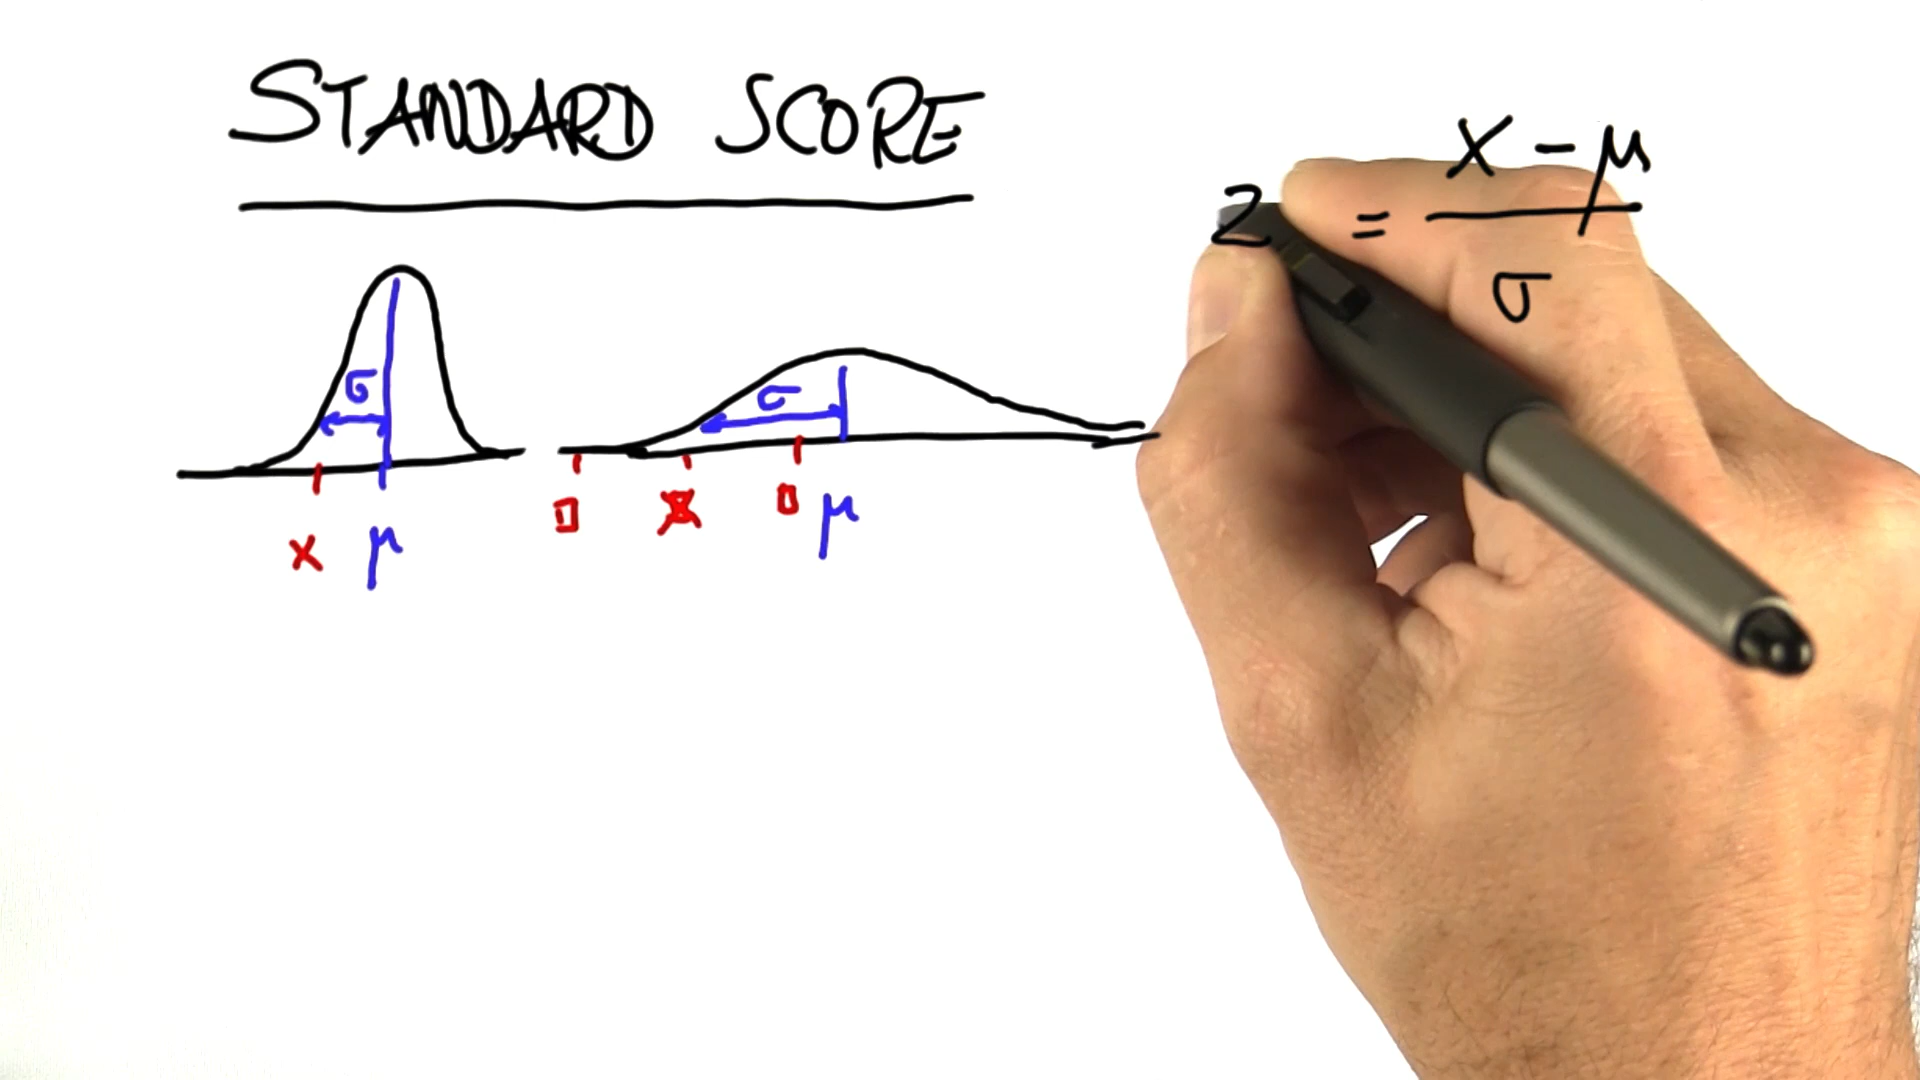 STANDARD SCORE
z = x - μ
σ
σ
σ
x μ
μ